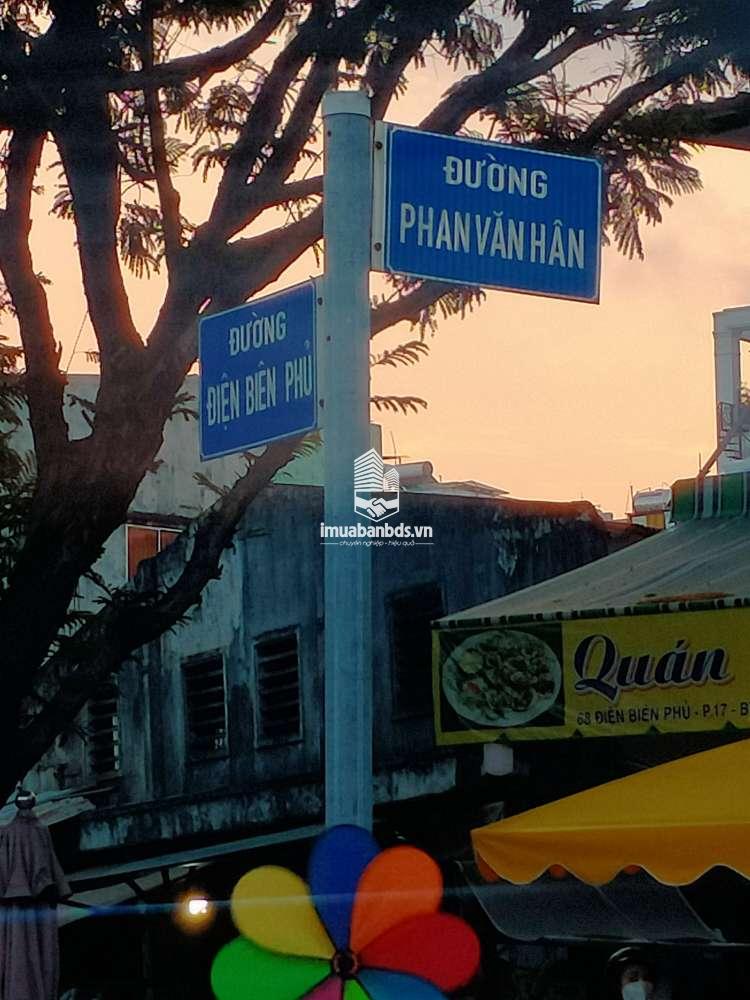 ĐƯỜNG
PHAN VĂN HÂN
ĐƯỜNG
ĐIỆN BIÊN PHỦ
imuabanbds.vn
chuyên nghiệp - hiệu quả
Quán
68 ĐIỆN BIÊN PHỦ - P.17 - B